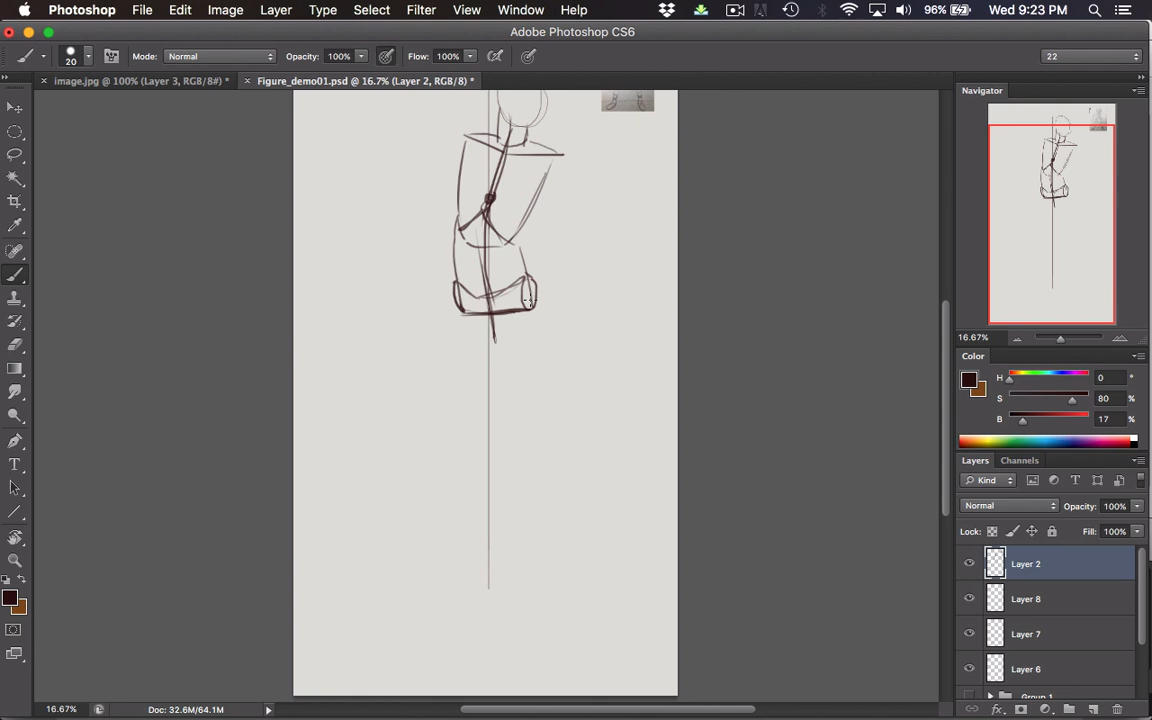 Photoshop File Edit Image Layer Type Select Filter View Window Help 96% Wed 9:23 PM
Adobe Photoshop CS6
20 Mode: Normal Opacity: 100% Flow: 100% 22
image.jpg @ 100% (Layer 3, RGB/8#) * Figure_demo01.psd @ 16.7% (Layer 2, RGB/8) *
Navigator
16.67%
Color
H 0 °
S 80 %
B 17 %
Layers Channels
Kind
Normal Opacity: 100%
Lock: Fill: 100%
Layer 2
Layer 8
Layer 7
Layer 6
Group 1
16.67% Doc: 32.6M/64.1M